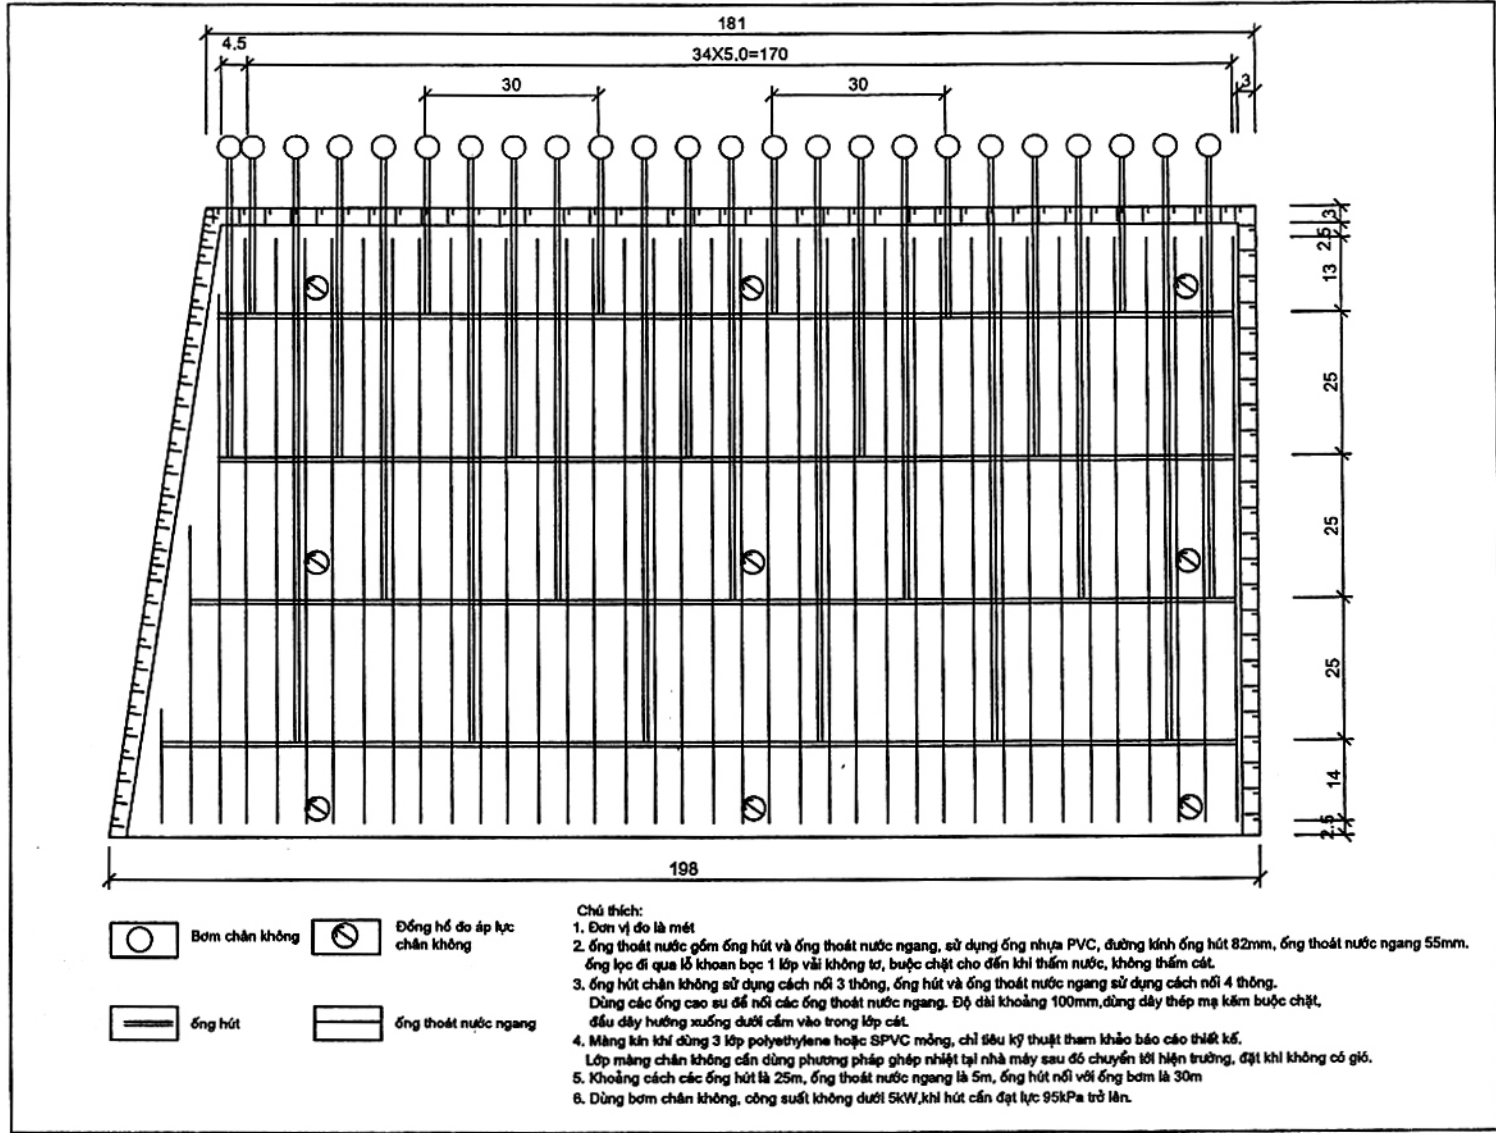 181
4.5
34X5.0=170
30
30
3
3
2.5
13
25
25
25
14
2.5
198
Bơm chân không
Đồng hồ đo áp lực
chân không
ống hút
ống thoát nước ngang
Chú thích:
1. Đơn vị đo là mét
2. ống thoát nước gồm ống hút và ống thoát nước ngang, sử dụng ống nhựa PVC, đường kính ống hút 82mm, ống thoát nước ngang 55mm.
ống lọc đi qua lỗ khoan bọc 1 lớp vải không tơ, buộc chặt cho đến khi thấm nước, không thấm cát.
3. ống hút chân không sử dụng cách nối 3 thông, ống hút và ống thoát nước ngang sử dụng cách nối 4 thông.
Dùng các ống cao su để nối các ống thoát nước ngang. Độ dài khoảng 100mm,dùng dây thép mạ kẽm buộc chặt,
đầu dây hướng xuống dưới cắm vào trong lớp cát.
4. Màng kín khí dùng 3 lớp polyethylene hoặc SPVC mỏng, chỉ tiêu kỹ thuật tham khảo báo cáo thiết kế.
Lớp màng chân không cần dùng phương pháp ghép nhiệt tại nhà máy sau đó chuyển tới hiện trường, đặt khi không có gió.
5. Khoảng cách các ống hút là 25m, ống thoát nước ngang là 5m, ống hút nối với ống bơm là 30m
6. Dùng bơm chân không, công suất không dưới 5kW,khi hút cần đạt lực 95kPa trở lên.